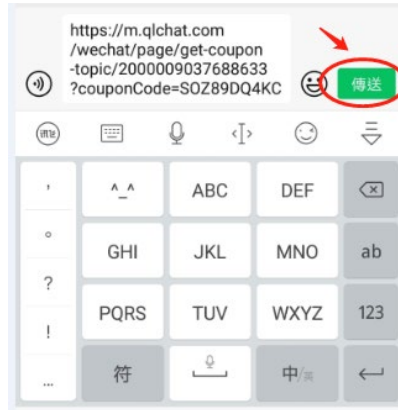 https://m.qlchat.com
/wechat/page/get-coupon
-topic/2000009037688633
?couponCode=SOZ89DQ4KC
傳送
,
^_^
ABC
DEF
。
GHI
JKL
MNO
ab
?
!
PQRS
TUV
WXYZ
123
...
符
中/英